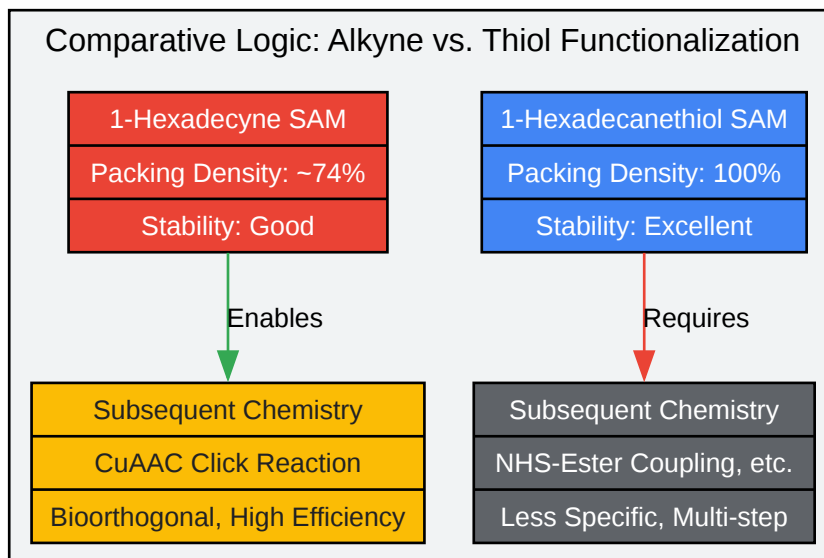 Comparative Logic: Alkyne vs. Thiol Functionalization
1-Hexadecyne SAM
Packing Density: ~74%
Stability: Good
1-Hexadecanethiol SAM
Packing Density: 100%
Stability: Excellent
Enables
Requires
Subsequent Chemistry
CuAAC Click Reaction
Bioorthogonal, High Efficiency
Subsequent Chemistry
NHS-Ester Coupling, etc.
Less Specific, Multi-step